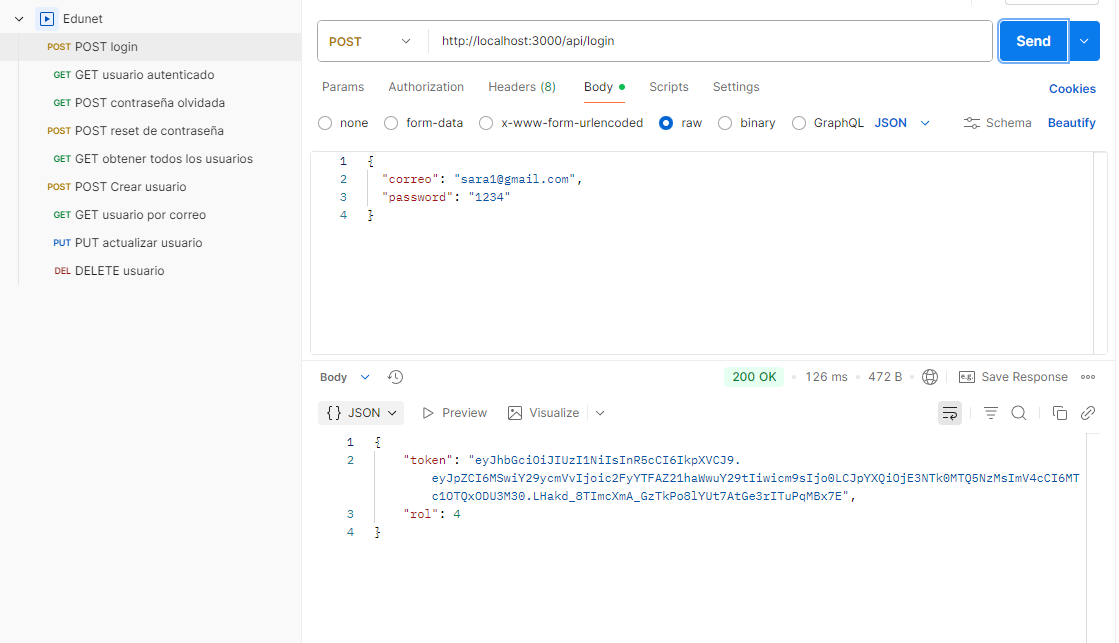 Edunet
POST POST login
GET GET usuario autenticado
GET POST contraseña olvidada
POST POST reset de contraseña
GET GET obtener todos los usuarios
POST POST Crear usuario
GET GET usuario por correo
PUT PUT actualizar usuario
DEL DELETE usuario
POST http://localhost:3000/api/login Send
Params Authorization Headers (8) Body Scripts Settings Cookies
none form-data x-www-form-urlencoded raw binary GraphQL JSON Schema Beautify
1 {
2 "correo": "sara1@gmail.com",
3 "password": "1234"
4 }
Body 200 OK 126 ms 472 B e.g. Save Response
{} JSON Preview Visualize
1 {
2 "token": "eyJhbGciOiJIUzI1NiIsInR5cCI6IkpXVCJ9.
eyJpZCI6MSwiY29ycmVvIjoic2FyYTFAZ21haWwuY29tIiwicm9sIjo0LCJpYXQiOjE3NTk0MTQ5NzMsImV4cCI6MT
c1OTQxODU3M30.LHakd_8TImcXmA_GzTkPo8lYUt7AtGe3rITuPqMBx7E",
3 "rol": 4
4 }